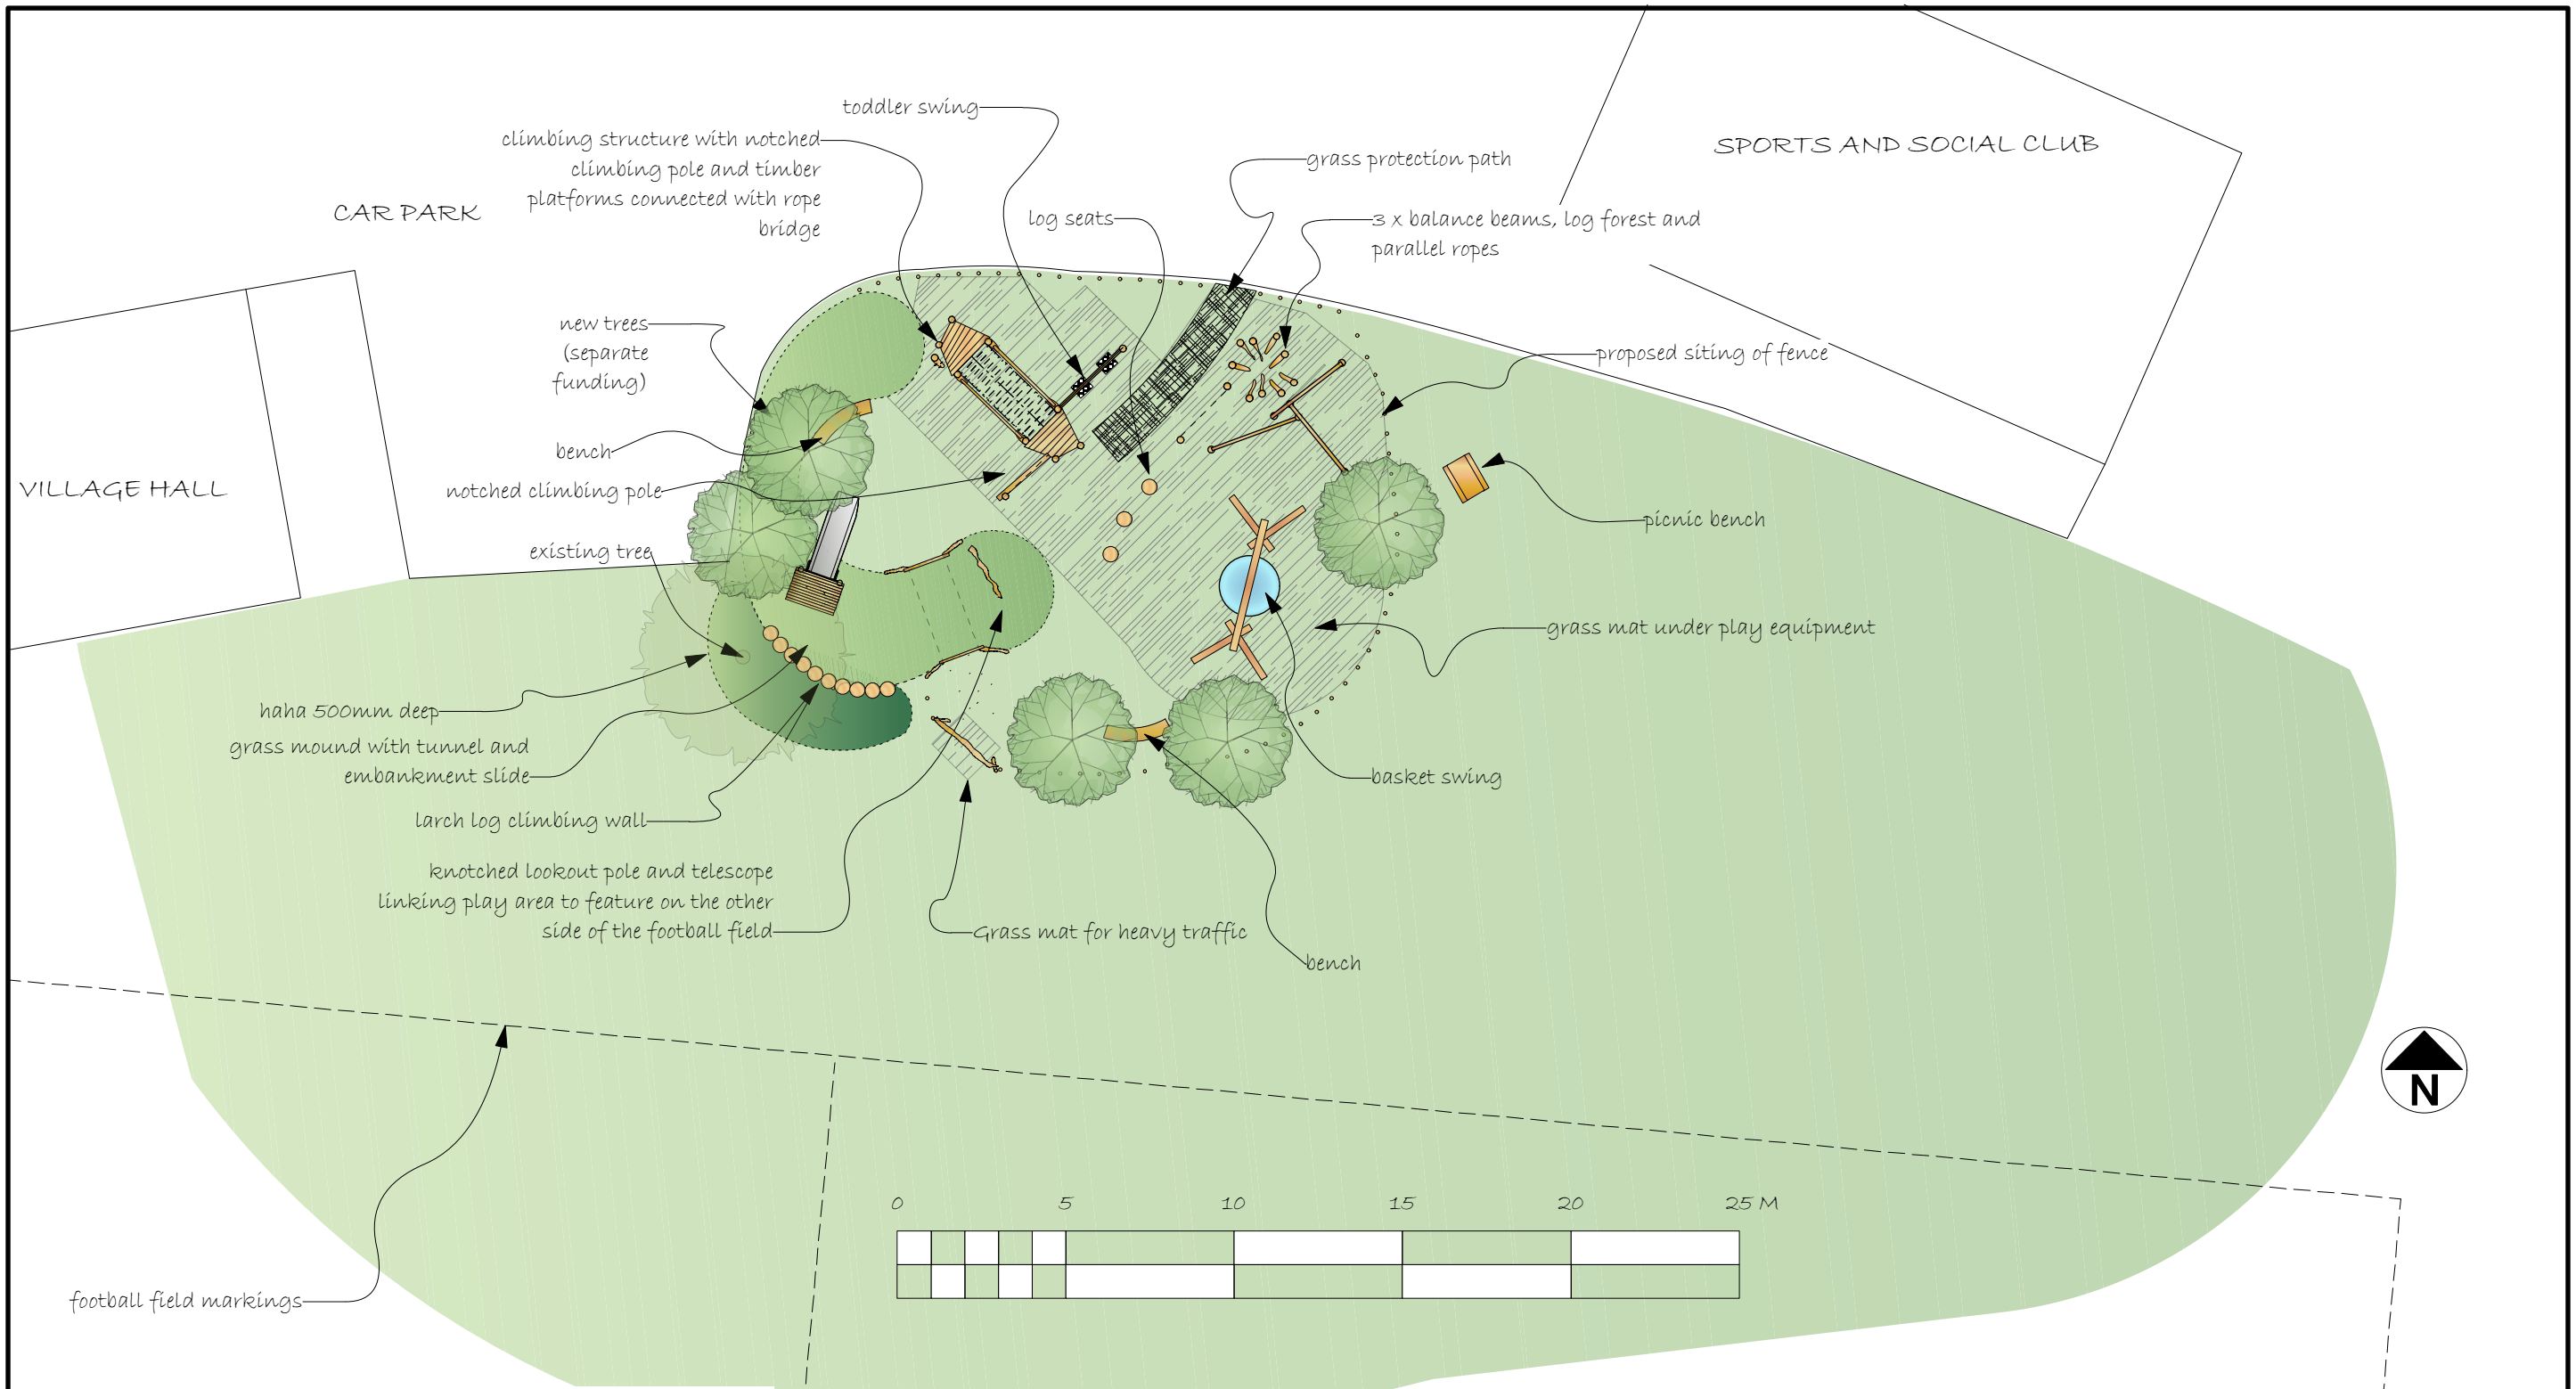 toddler swing
climbing structure with notched
climbing pole and timber
platforms connected with rope
bridge
SPORTS AND SOCIAL CLUB
grass protection path
CAR PARK
log seats
3 x balance beams, log forest and
parallel ropes
new trees
(separate
funding)
proposed siting of fence
bench
notched climbing pole
VILLAGE HALL
picnic bench
existing tree
grass mat under play equipment
haha 500mm deep
grass mound with tunnel and
embankment slide
basket swing
larch log climbing wall
knotched lookout pole and telescope
linking play area to feature on the other
side of the football field
Grass mat for heavy traffic
bench
N
0 5 10 15 20 25 M
football field markings